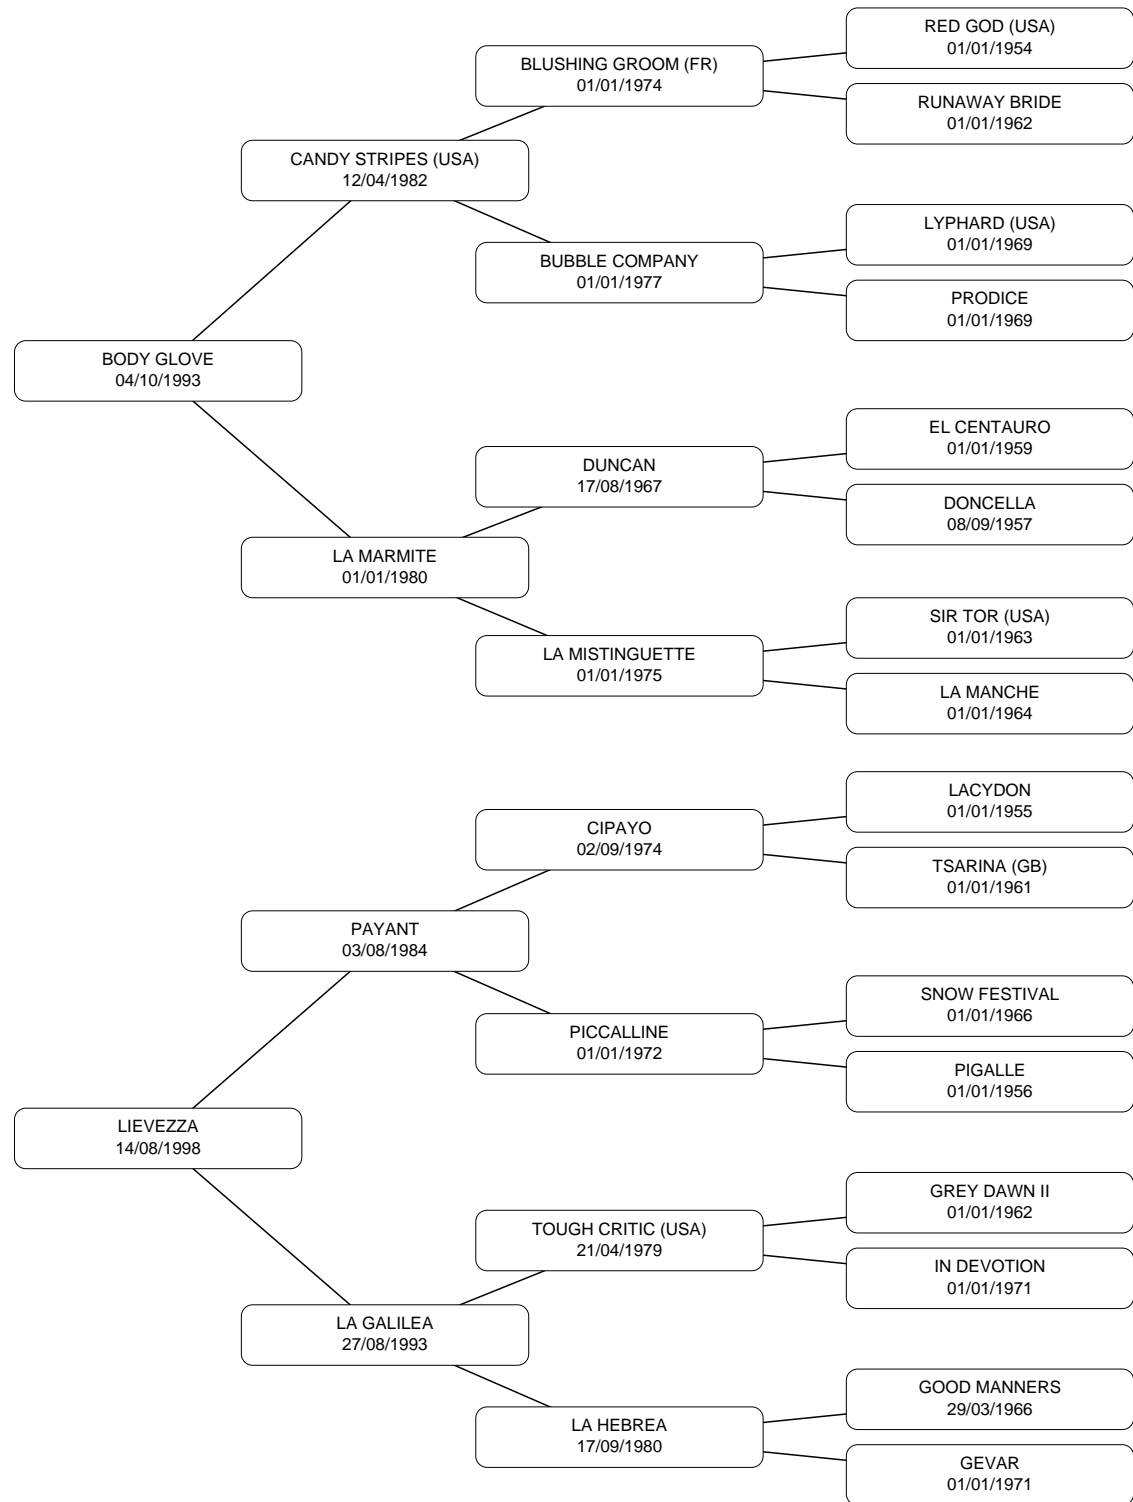 RED GOD (USA)
01/01/1954
BLUSHING GROOM (FR)
01/01/1974
RUNAWAY BRIDE
01/01/1962
CANDY STRIPES (USA)
12/04/1982
LYPHARD (USA)
01/01/1969
BUBBLE COMPANY
01/01/1977
PRODICE
01/01/1969
BODY GLOVE
04/10/1993
EL CENTAURO
01/01/1959
DUNCAN
17/08/1967
DONCELLA
08/09/1957
LA MARMITE
01/01/1980
SIR TOR (USA)
01/01/1963
LA MISTINGUETTE
01/01/1975
LA MANCHE
01/01/1964
LACYDON
01/01/1955
CIPAYO
02/09/1974
TSARINA (GB)
01/01/1961
PAYANT
03/08/1984
SNOW FESTIVAL
01/01/1966
PICCALLINE
01/01/1972
PIGALLE
01/01/1956
LIEVEZZA
14/08/1998
GREY DAWN II
01/01/1962
TOUGH CRITIC (USA)
21/04/1979
IN DEVOTION
01/01/1971
LA GALILEA
27/08/1993
GOOD MANNERS
29/03/1966
LA HEBREA
17/09/1980
GEVAR
01/01/1971